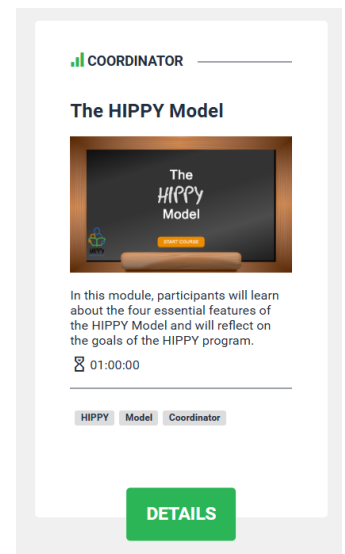 COORDINATOR
The HIPPY Model
The
HIPPY
Model
START COURSE
HIPPY
In this module, participants will learn
about the four essential features of
the HIPPY Model and will reflect on
the goals of the HIPPY program.
01:00:00
HIPPY Model Coordinator
DETAILS